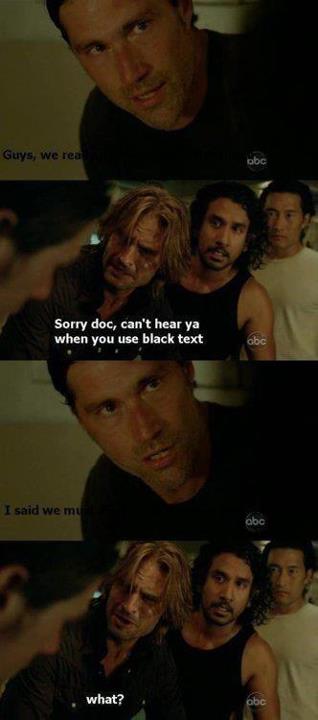 Guys, we rea
abc
Sorry doc, can't hear ya
when you use black text
abc
I said we mu
abc
what?
abc